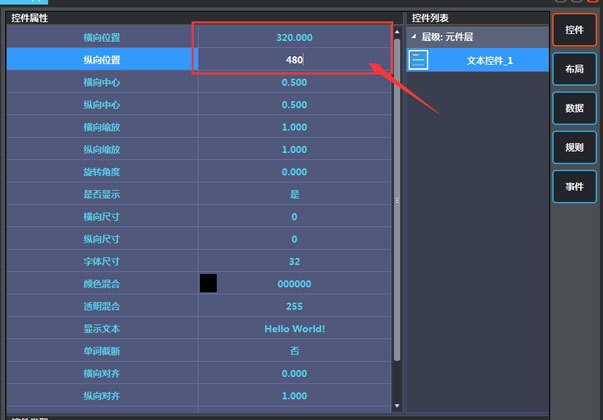 控件属性
横向位置 320.000
纵向位置 480
横向中心 0.500
纵向中心 0.500
横向缩放 1.000
纵向缩放 1.000
旋转角度 0.000
是否显示 是
横向尺寸 0
纵向尺寸 0
字体尺寸 32
颜色混合 000000
透明混合 255
显示文本 Hello World!
单词截断 否
横向对齐 0.000
纵向对齐 1.000
控件列表
层级: 元件层
文本控件_1
控件
布局
数据
规则
事件